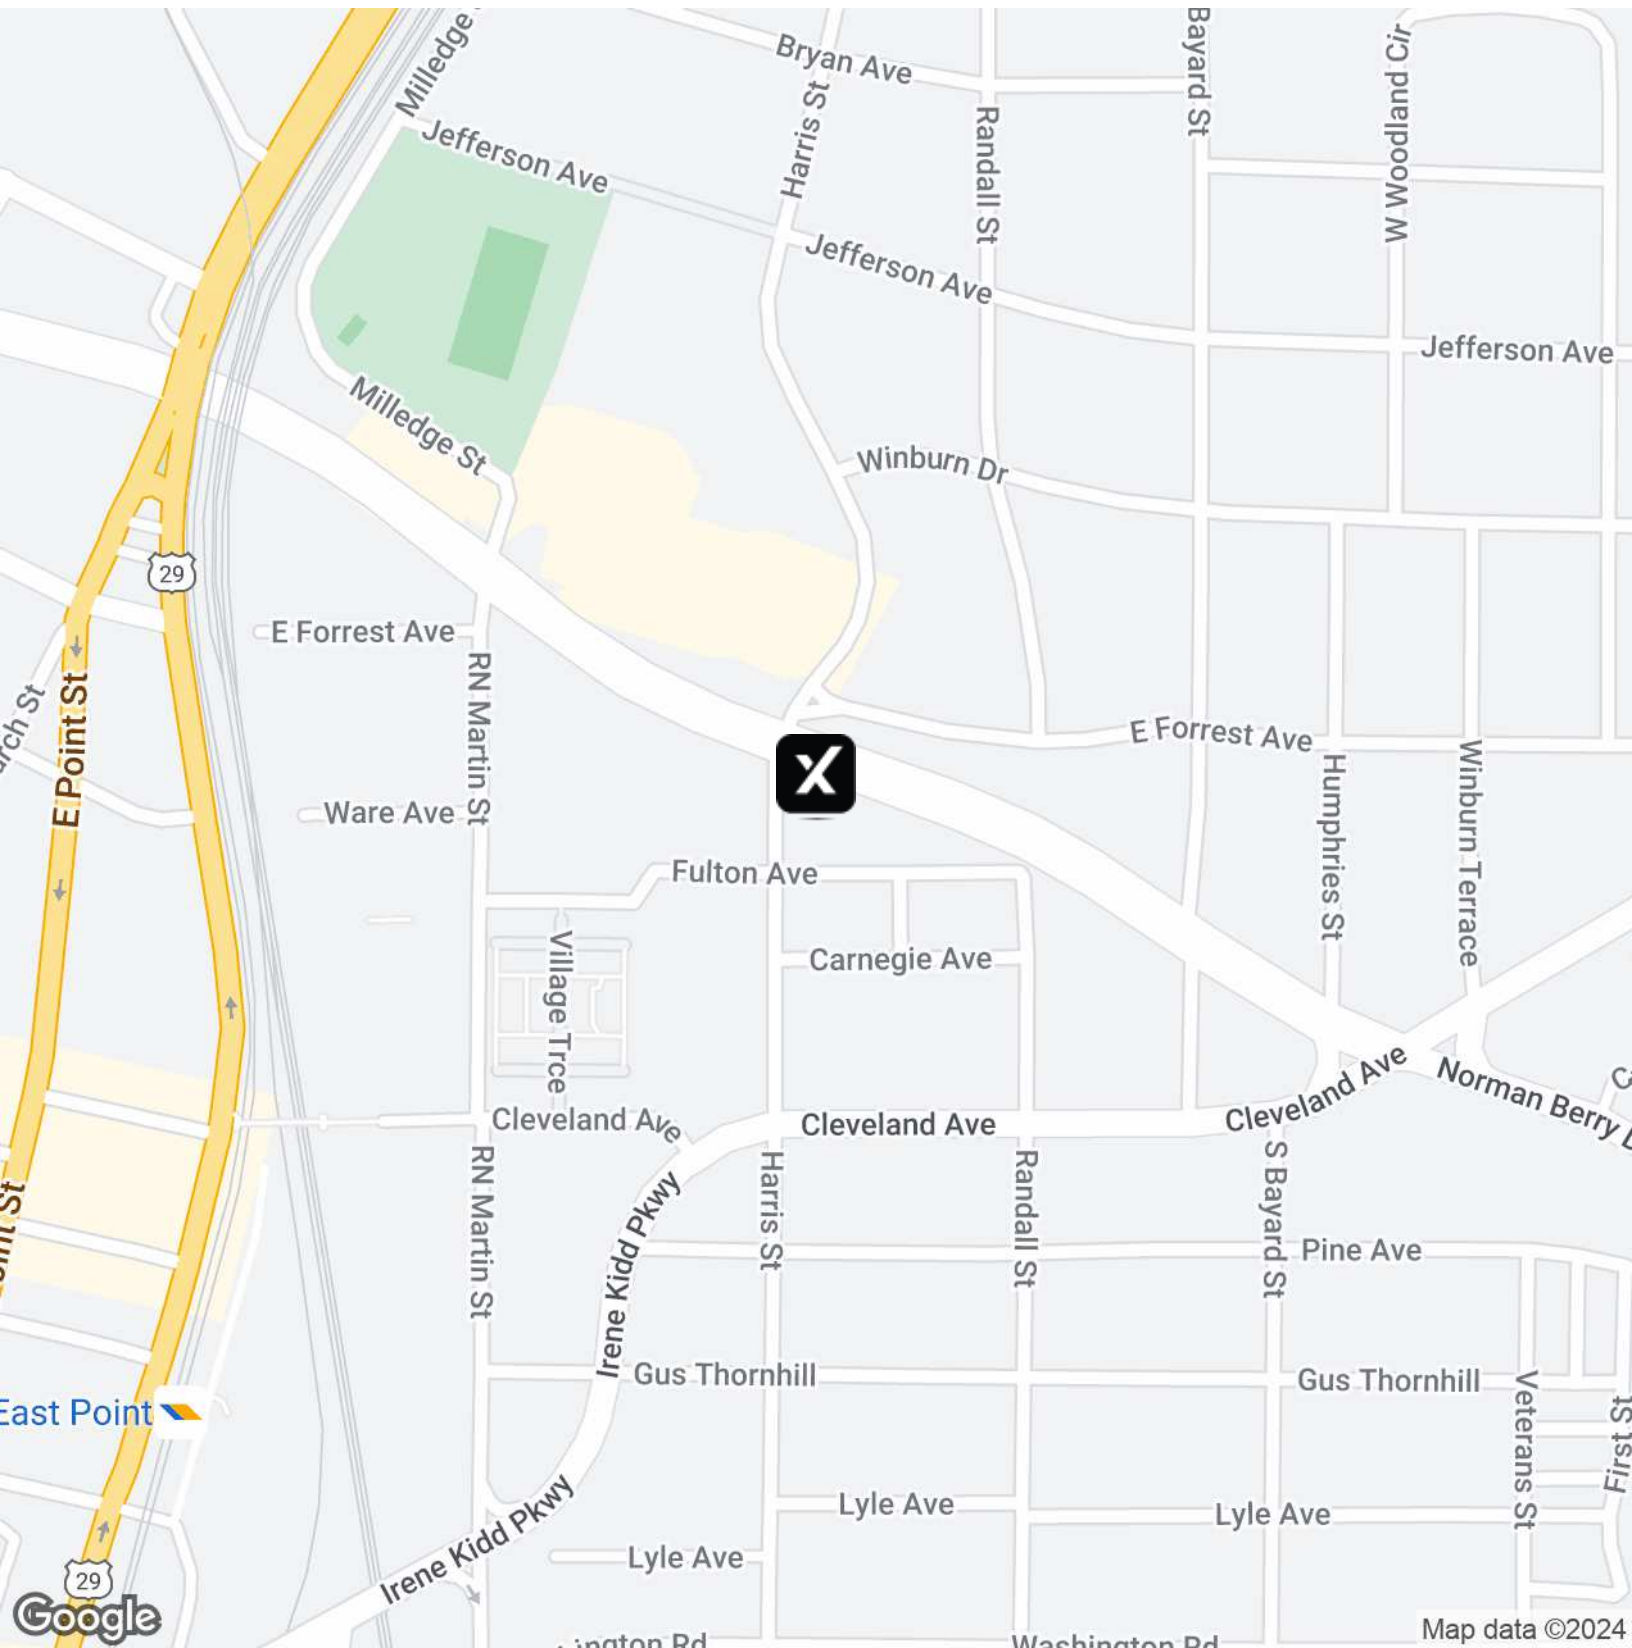 Milledge
Bryan Ave
Bayard St
W Woodland Cir
Jefferson Ave
Harris St
Randall St
Jefferson Ave
Jefferson Ave
Milledge St
Winburn Dr
29
E Forrest Ave
RN Martin St
E Point St
E Forrest Ave
X
Ware Ave
Humphries St
Winburn Terrace
Fulton Ave
Village Trce
Carnegie Ave
Cleveland Ave
Cleveland Ave
Cleveland Ave
Norman Berry
RN Martin St
Irene Kidd Pkwy
Harris St
Randall St
S Bayard St
Pine Ave
Gus Thornhill
Gus Thornhill
Veterans St
First St
East Point
Lyle Ave
Lyle Ave
Irene Kidd Pkwy
Lyle Ave
29
Google
Washington Rd
Map data ©2024